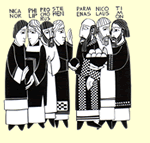 NICA
NOR
PHI
LIP
PRO
CHO
RUS
STE
PHEN
PARM
ENAS
NICO
LAUS
TI
M
ON